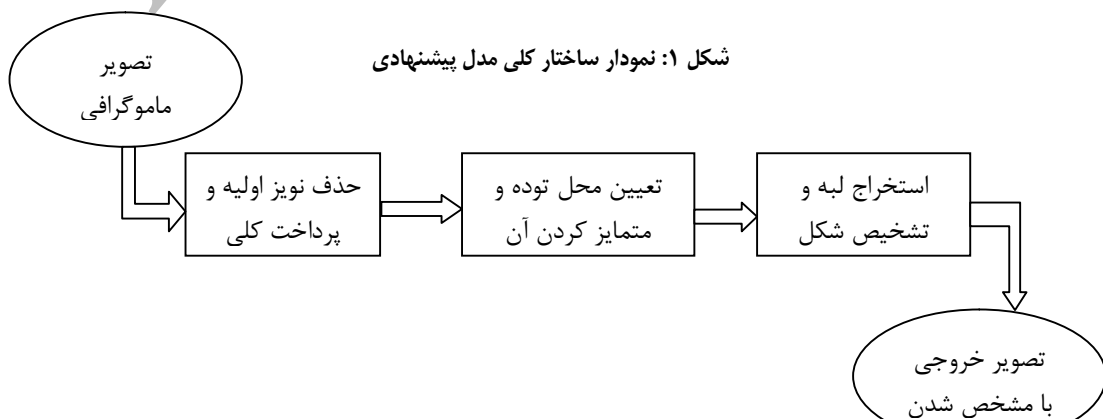 شکل ۱: نمودار ساختار کلی مدل پیشنهادی
تصویر
ماموگرافی
حذف نویز اولیه و
پرداخت کلی
تعیین محل توده و
متمایز کردن آن
استخراج لبه و
تشخیص شکل
تصویر خروجی
با مشخص شدن